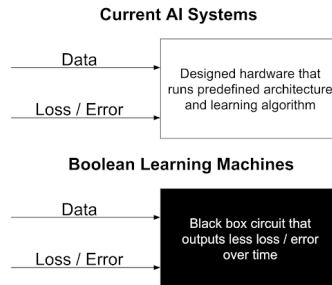 Current AI Systems
Data
Designed hardware that
runs predefined architecture
and learning algorithm
Loss / Error
Boolean Learning Machines
Data
Black box circuit that
outputs less loss / error
over time
Loss / Error